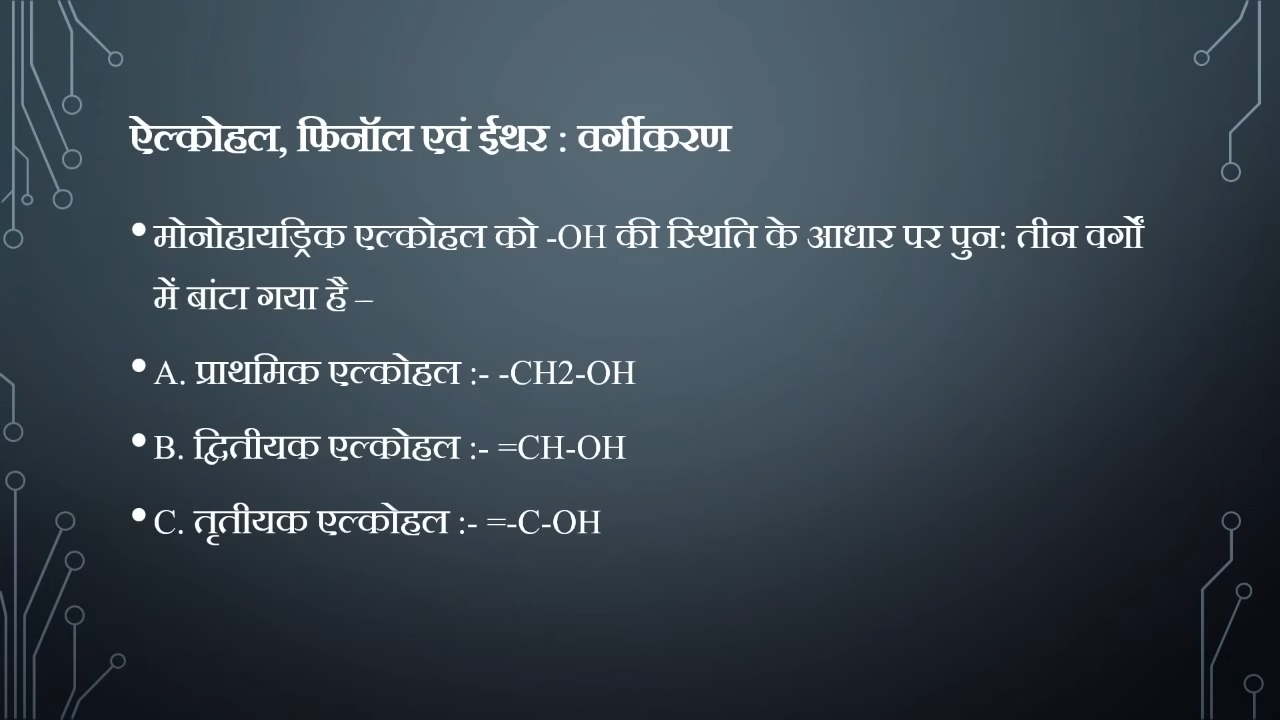 ऐल्कोहल, फिनॉल एवं ईथर : वर्गीकरण
• मोनोहायड्रिक एल्कोहल को -OH की स्थिति के आधार पर पुन: तीन वर्गों
में बांटा गया है –
• A. प्राथमिक एल्कोहल :- -CH2-OH
• B. द्वितीयक एल्कोहल :- =CH-OH
• C. तृतीयक एल्कोहल :- =-C-OH